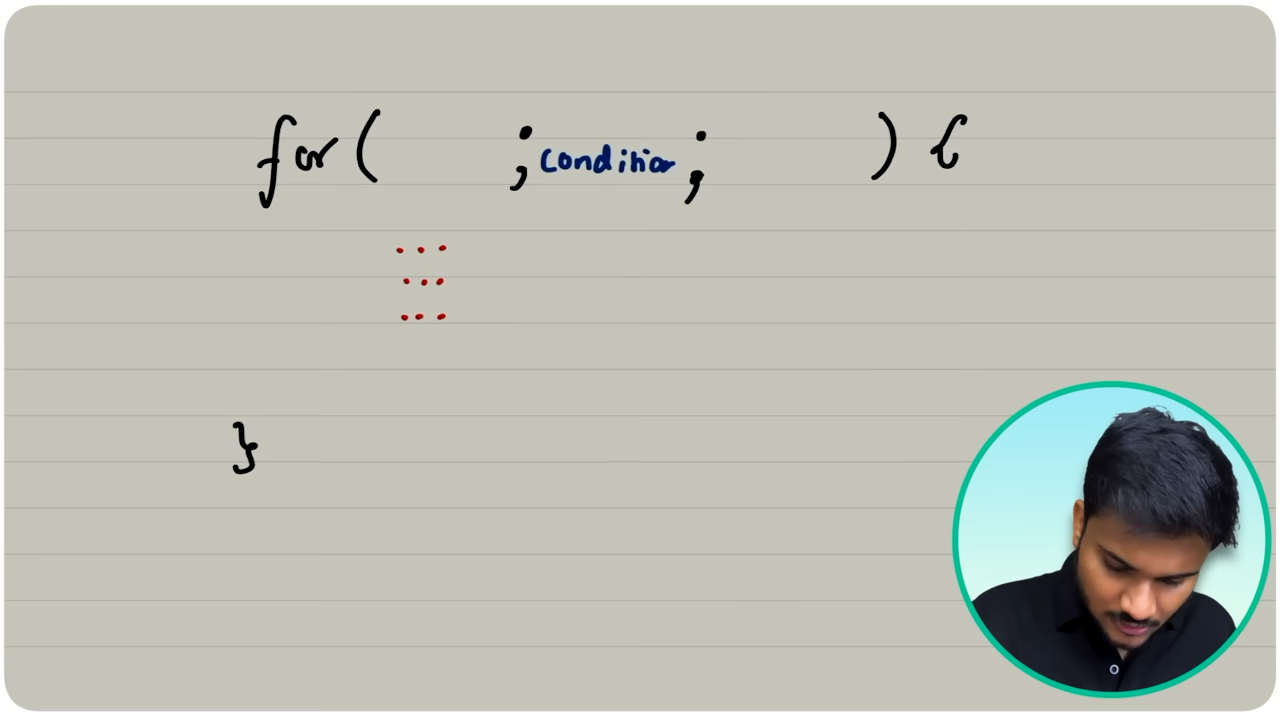 for ( ; condition ; ) {
...
...
...
}